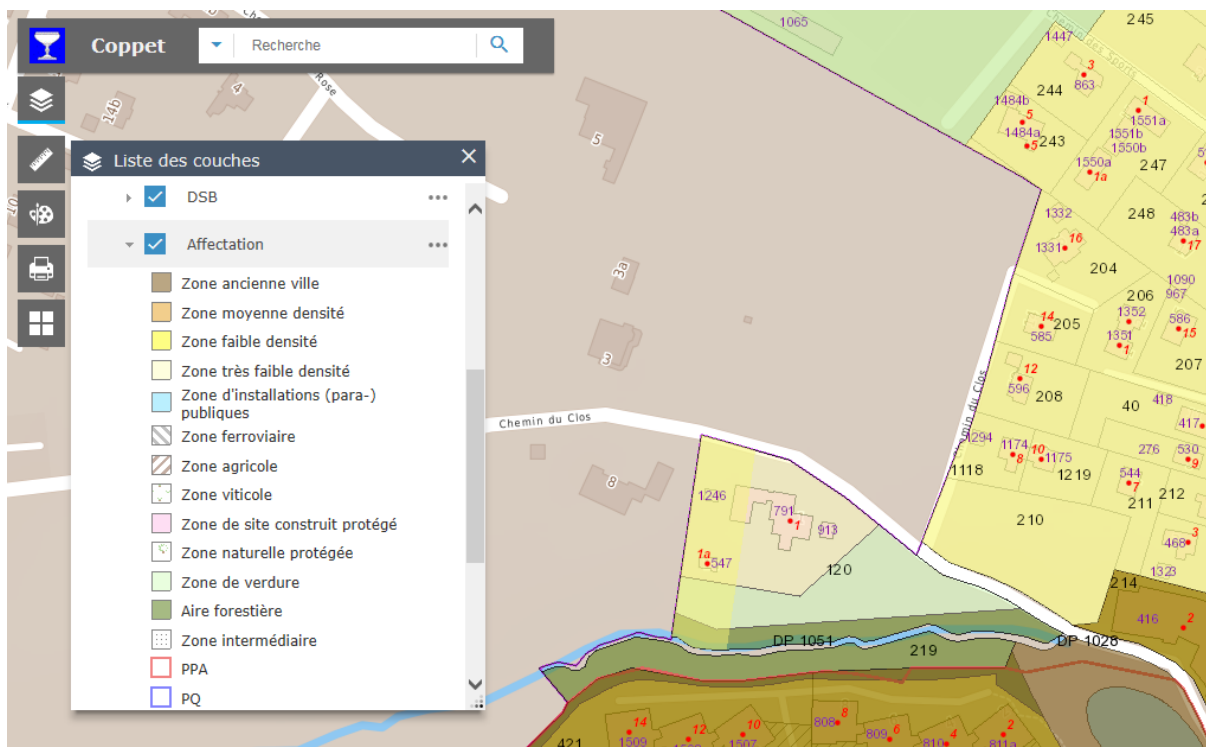 Coppet
Recherche
Liste des couches
DSB
Affectation
Zone ancienne ville
Zone moyenne densité
Zone faible densité
Zone très faible densité
Zone d'installations (para-)
publiques
Zone ferroviaire
Zone agricole
Zone viticole
Zone de site construit protégé
Zone naturelle protégée
Zone de verdure
Aire forestière
Zone intermédiaire
PPA
PQ
Rose
14b
4
5
3a
3
8
Chemin du Clos
Chemin du Clos
Chemin des Sports
1065
245
1447
3
863
244
1484b
5
1484a
5
243
1
1551a
1551b
1550b
1550a
1a
247
1332
248
483b
483a
17
16
1331
204
1090
967
206
14
585
205
1352
1351
1
586
15
207
12
596
208
40
418
417
1294
1174
8
10
1175
1118
1219
276
530
9
544
7
211
212
210
468
3
1323
1246
791
1
913
1a
547
120
214
416
2
DP 1051
219
DP 1028
421
14
1509
12
10
1507
808
8
809
6
810
4
2
811a